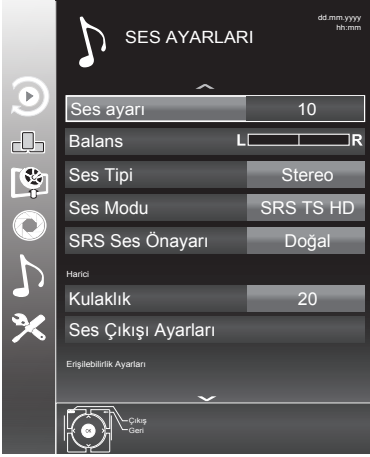 SES AYARLARI
dd.mm.yyyy
hh:mm
Ses ayarı 10
Balans L R
Ses Tipi Stereo
Ses Modu SRS TS HD
SRS Ses Önayarı Doğal
Harici
Kulaklık 20
Ses Çıkışı Ayarları
Erişilebilirlik Ayarları
OK
Çıkış
Geri